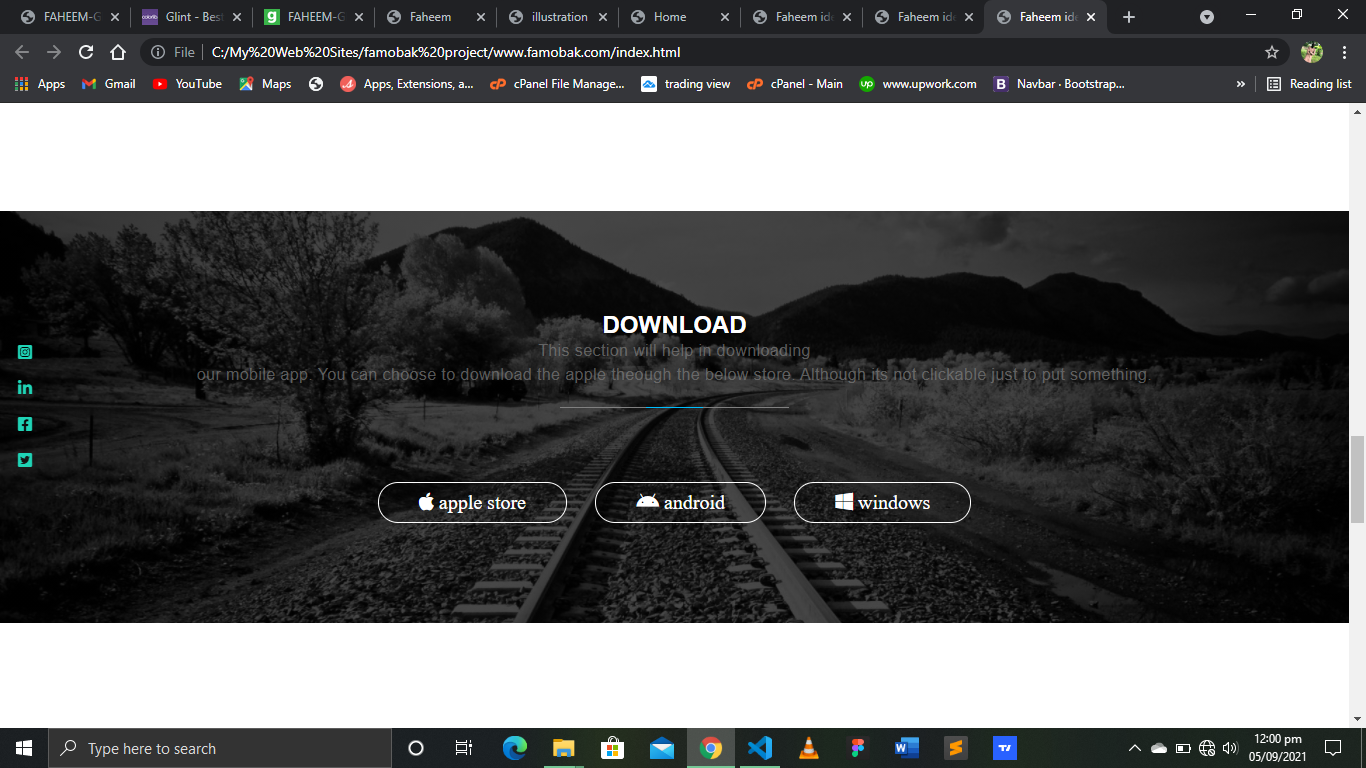 FAHEEM-G
Glint - Bes
FAHEEM-G
Faheem
illustration
Home
Faheem ide
Faheem ide
Faheem ide
File
C:/My%20Web%20Sites/famobak%20project/www.famobak.com/index.html
Apps
Gmail
YouTube
Maps
Apps, Extensions, a...
cPanel File Manage...
trading view
cPanel - Main
www.upwork.com
Navbar · Bootstrap...
»
Reading list
DOWNLOAD
This section will help in downloading
our mobile app. You can choose to download the apple theough the below store. Although its not clickable just to put something.
apple store
android
windows
Type here to search
12:00 pm
05/09/2021